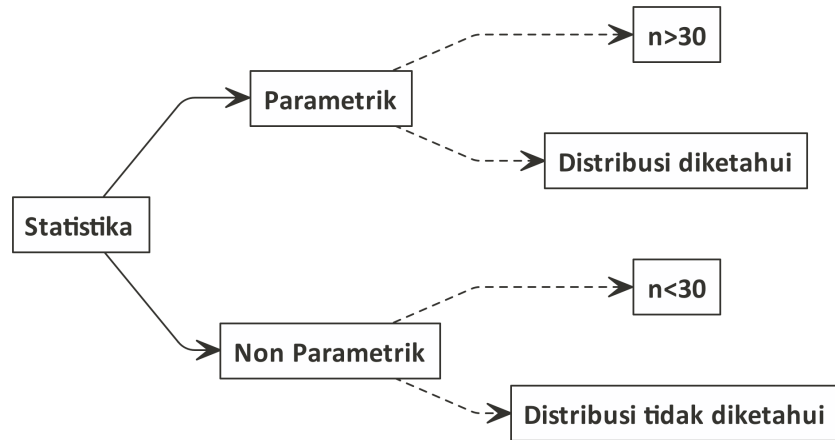 n>30
Parametrik
Distribusi diketahui
Statistika
n<30
Non Parametrik
Distribusi tidak diketahui